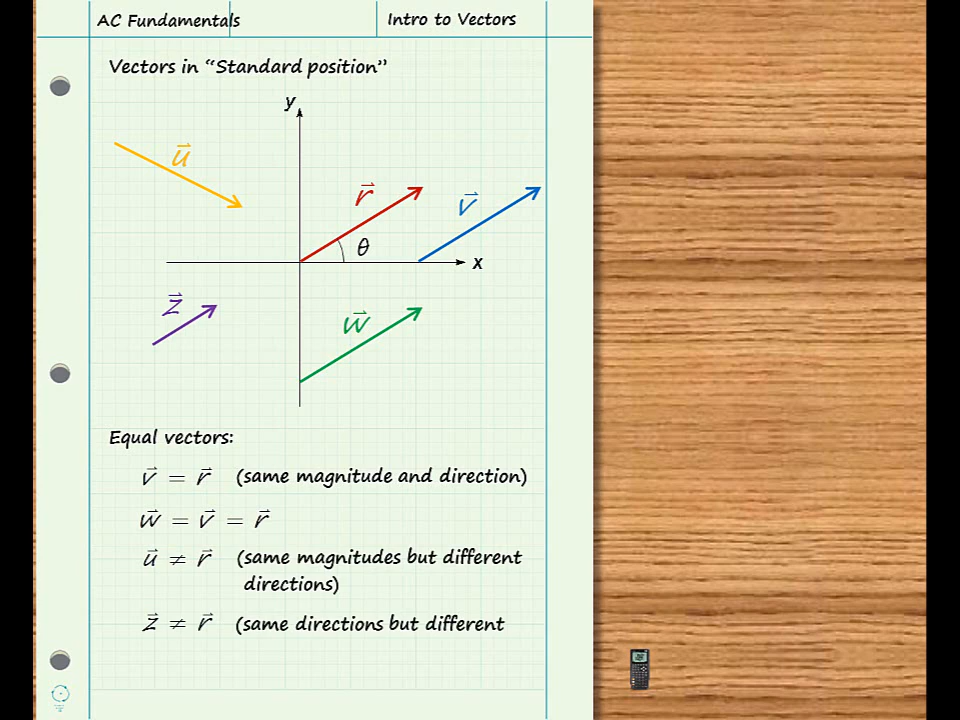 AC Fundamentals
Intro to Vectors
Vectors in “Standard position”
y
u⃗
r⃗
v⃗
θ
x
z⃗
w⃗
Equal vectors:
v⃗ = r⃗ (same magnitude and direction)
w⃗ = v⃗ = r⃗
u⃗ ≠ r⃗ (same magnitudes but different
directions)
z⃗ ≠ r⃗ (same directions but different